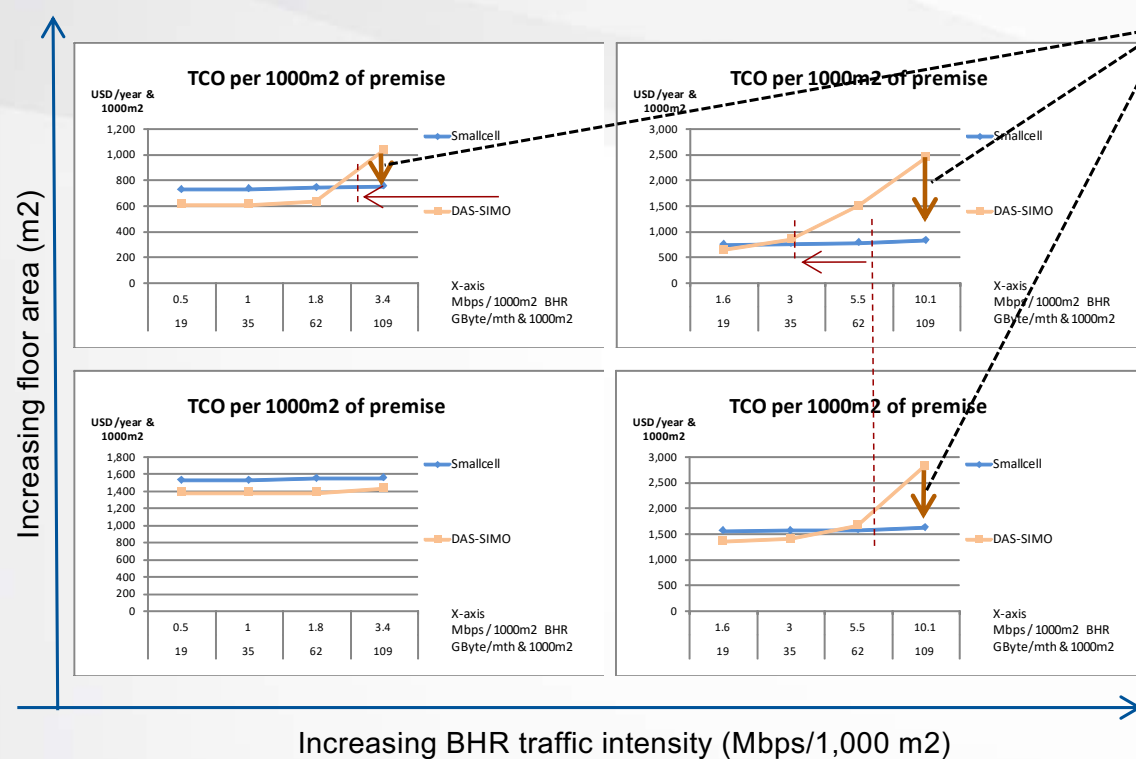 Increasing floor area (m2)
TCO per 1000m2 of premise
USD/year &
1000m2
1,200
1,000
800
600
400
200
0
Smallcell
DAS-SIMO
0.5 1 1.8 3.4
19 35 62 109
X-axis
Mbps/1000m2 BHR
GByte/mth & 1000m2
TCO per 1000m2 of premise
USD/year &
1000m2
3,000
2,500
2,000
1,500
1,000
500
0
Smallcell
DAS-SIMO
1.6 3 5.5 10.1
19 35 62 109
X-axis
Mbps/1000m2 BHR
GByte/mth & 1000m2
TCO per 1000m2 of premise
USD/year &
1000m2
1,800
1,600
1,400
1,200
1,000
800
600
400
200
0
Smallcell
DAS-SIMO
0.5 1 1.8 3.4
19 35 62 109
X-axis
Mbps/1000m2 BHR
GByte/mth & 1000m2
TCO per 1000m2 of premise
USD/year &
1000m2
3,000
2,500
2,000
1,500
1,000
500
0
Smallcell
DAS-SIMO
1.6 3 5.5 10.1
19 35 62 109
X-axis
Mbps/1000m2 BHR
GByte/mth & 1000m2
Increasing BHR traffic intensity (Mbps/1,000 m2)